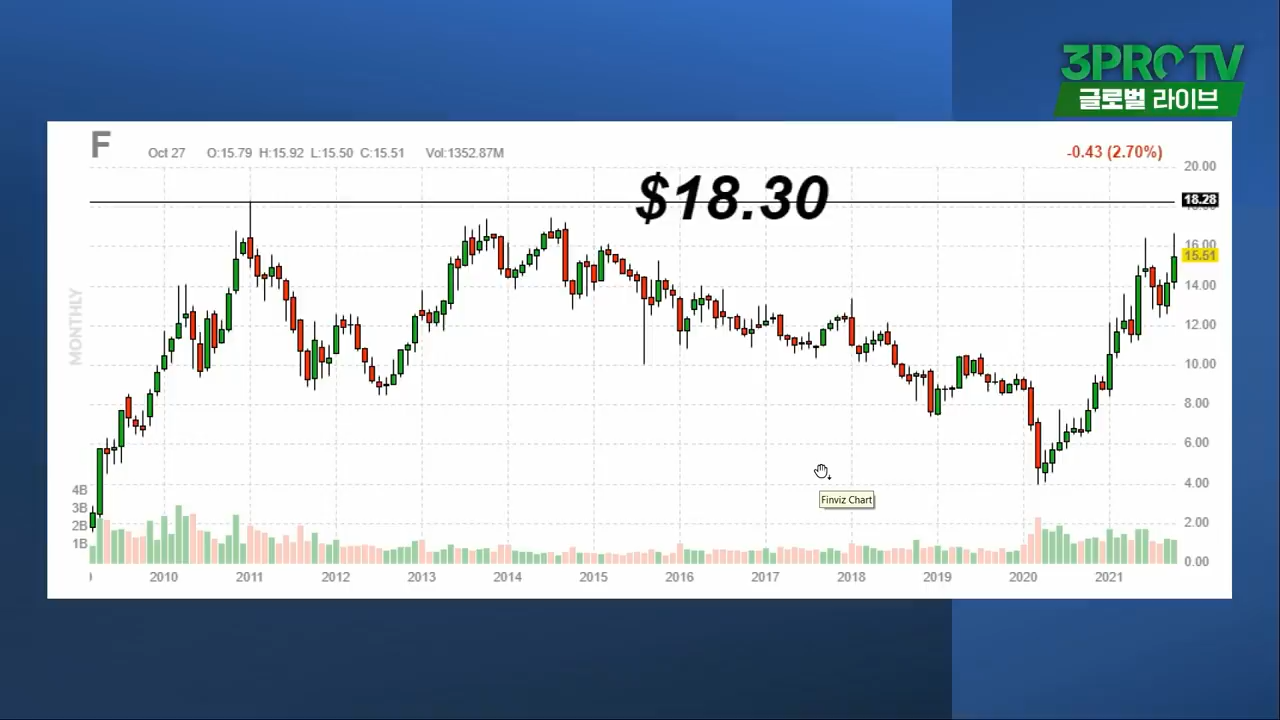 3PRO TV
글로벌 라이브
F
Oct 27 O:15.79 H:15.92 L:15.50 C:15.51 Vol:1352.87M
-0.43 (2.70%)
$18.30
20.00
18.28
16.00
15.51
14.00
12.00
10.00
8.00
6.00
4.00
2.00
0.00
MONTHLY
4B
3B
2B
1B
Finviz Chart
2010 2011 2012 2013 2014 2015 2016 2017 2018 2019 2020 2021